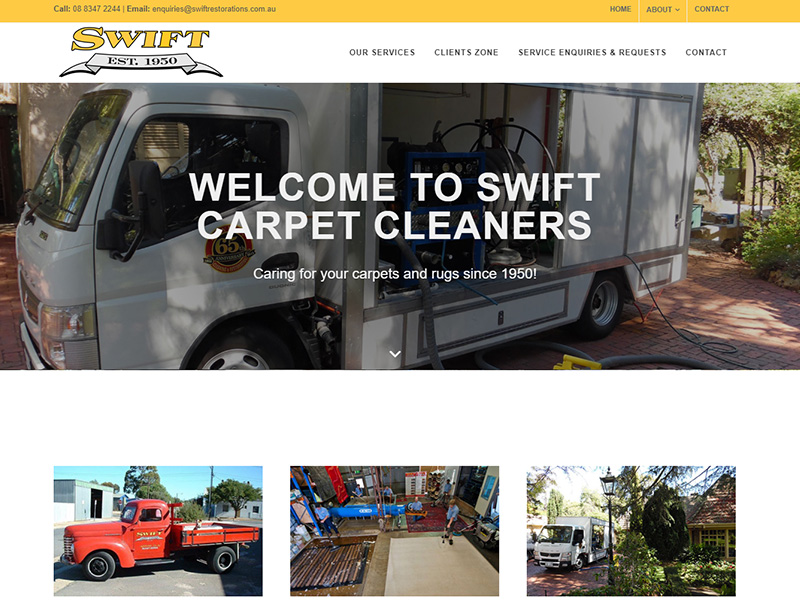 Call: 08 8347 2244 | Email: enquiries@swiftrestorations.com.au
HOME
ABOUT
CONTACT
SWIFT
EST. 1950
OUR SERVICES
CLIENTS ZONE
SERVICE ENQUIRIES & REQUESTS
CONTACT
WELCOME TO SWIFT
CARPET CLEANERS
65
Caring for your carpets and rugs since 1950!
SWIFT